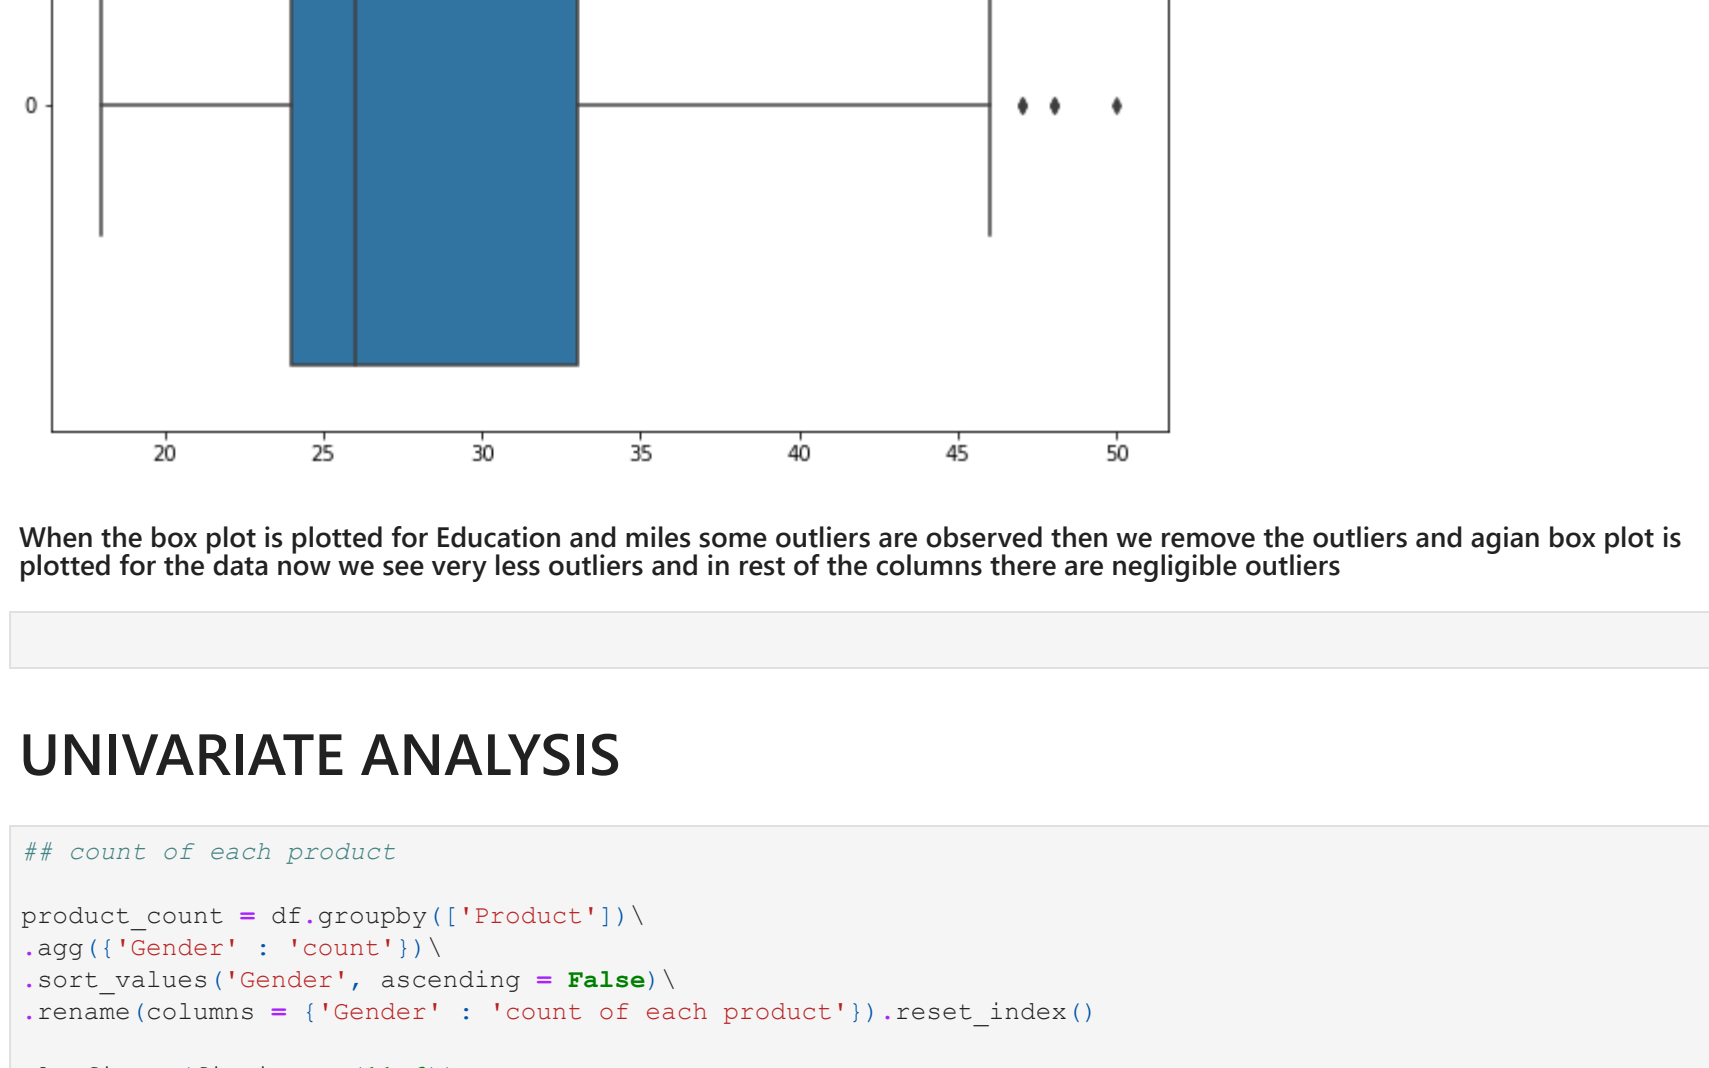 0
20 25 30 35 40 45 50
When the box plot is plotted for Education and miles some outliers are observed then we remove the outliers and agian box plot is
plotted for the data now we see very less outliers and in rest of the columns there are negligible outliers
UNIVARIATE ANALYSIS
## count of each product
product_count = df.groupby(['Product'])\
.agg({'Gender' : 'count'})\
.sort_values('Gender', ascending = False)\
.rename(columns = {'Gender' : 'count of each product'}).reset_index()